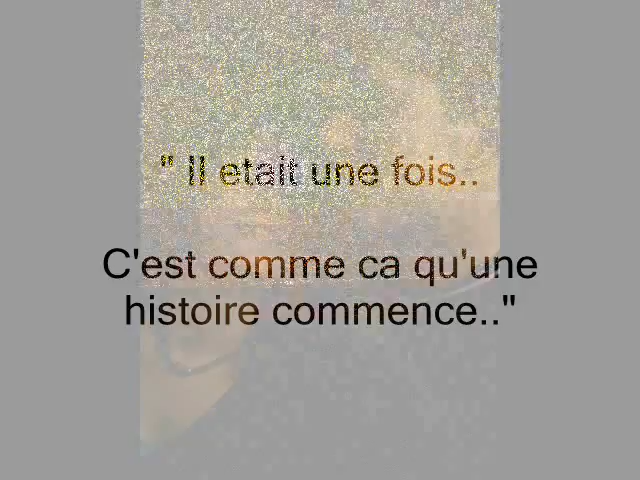 " Il etait une fois..
C'est comme ca qu'une
histoire commence.."